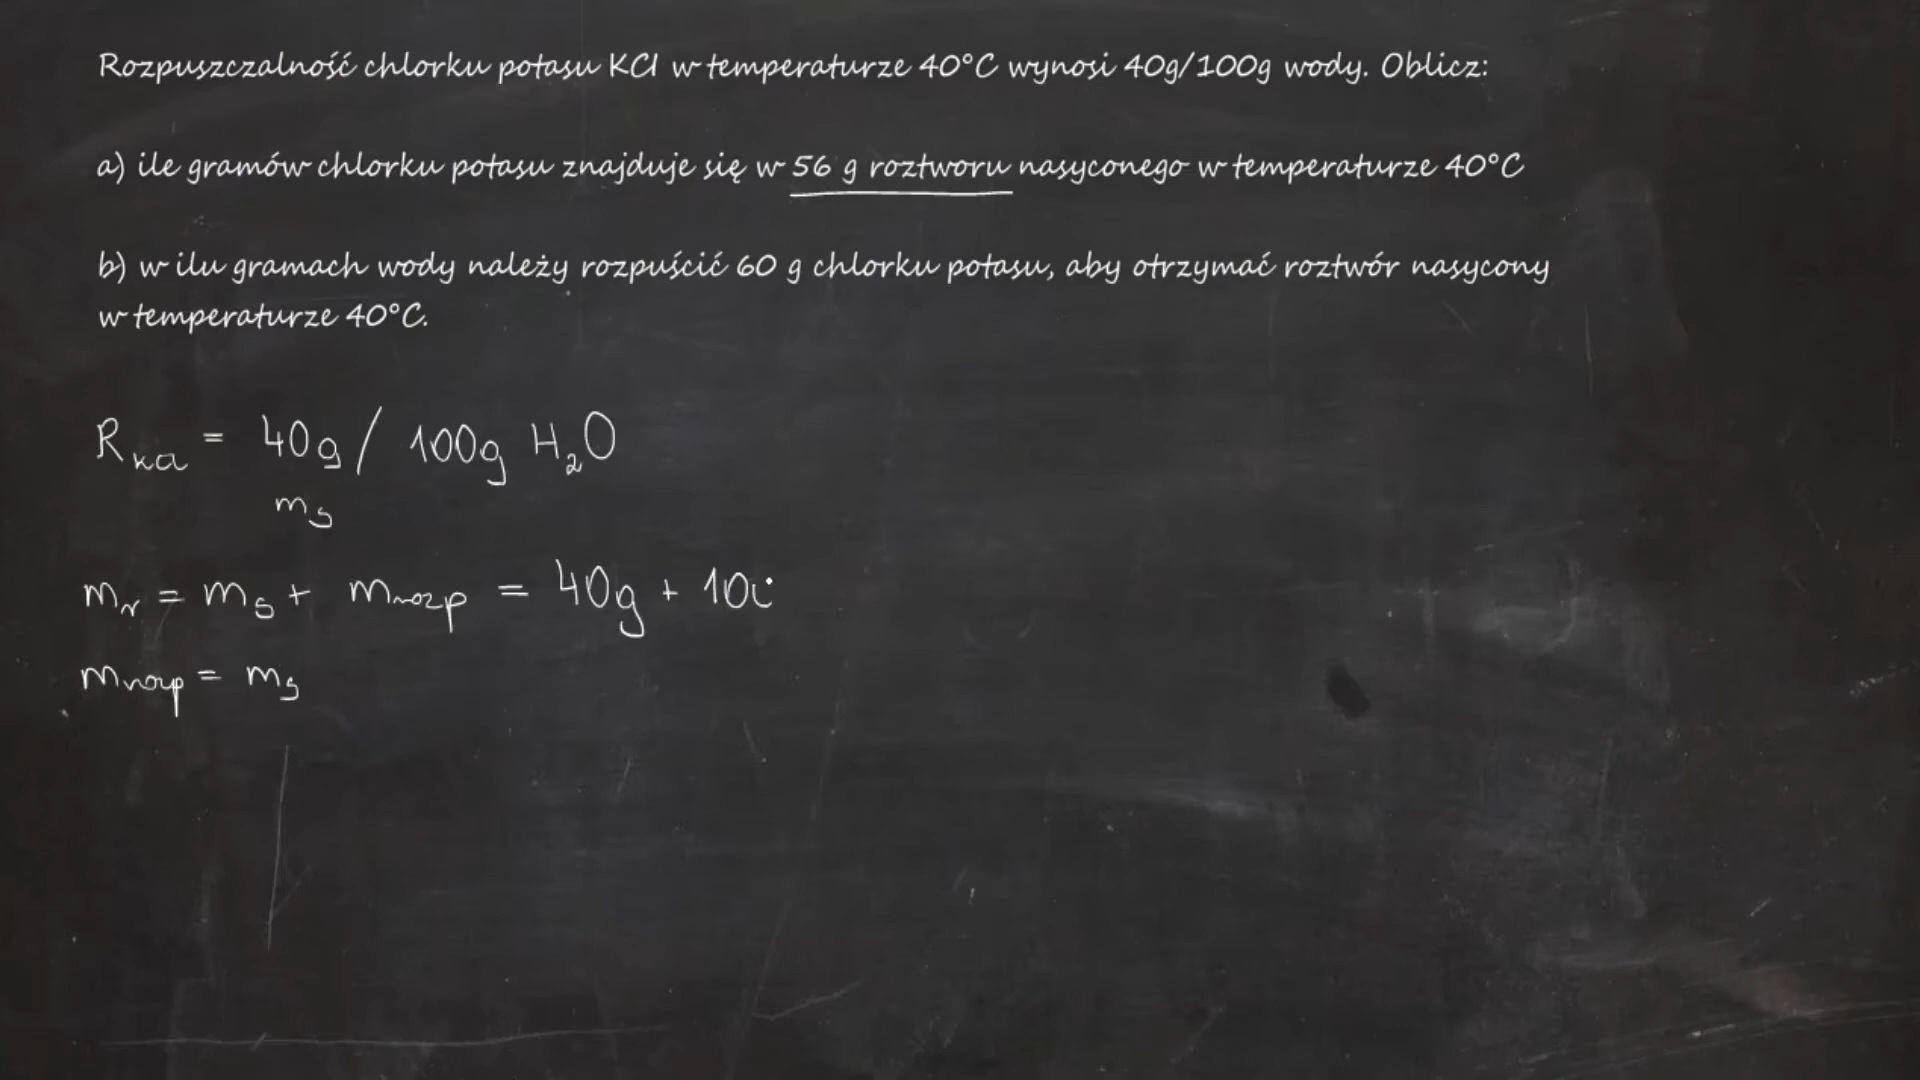 Rozpuszczalność chlorku potasu KCl w temperaturze 40°C wynosi 40g/100g wody. Oblicz:
a) ile gramów chlorku potasu znajduje się w 56 g roztworu nasyconego w temperaturze 40°C
b) w ilu gramach wody należy rozpuścić 60 g chlorku potasu, aby otrzymać roztwór nasycony
w temperaturze 40°C.
R KCl = 40g / 100g H₂O
ms
mr = ms + mrozp = 40g + 10
mrozp = ms